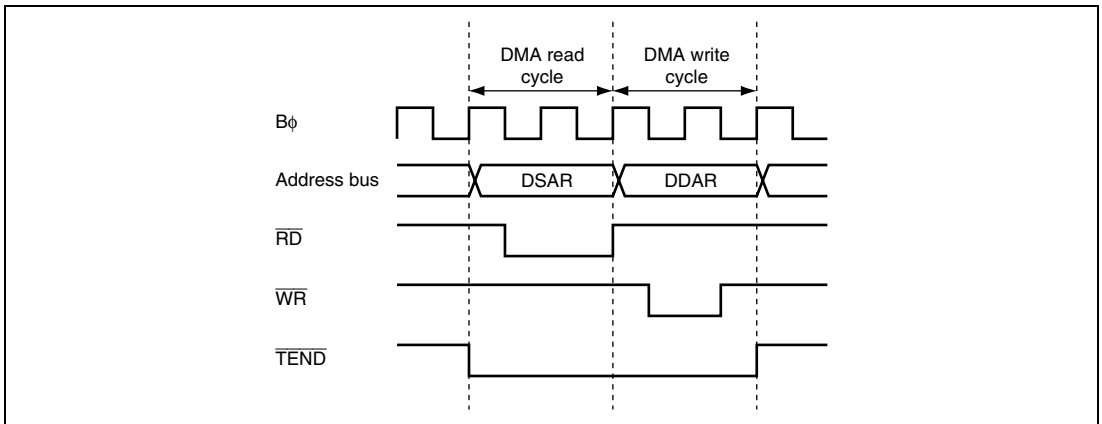 DMA read
cycle
DMA write
cycle
Bϕ
Address bus
DSAR
DDAR
RD
WR
TEND